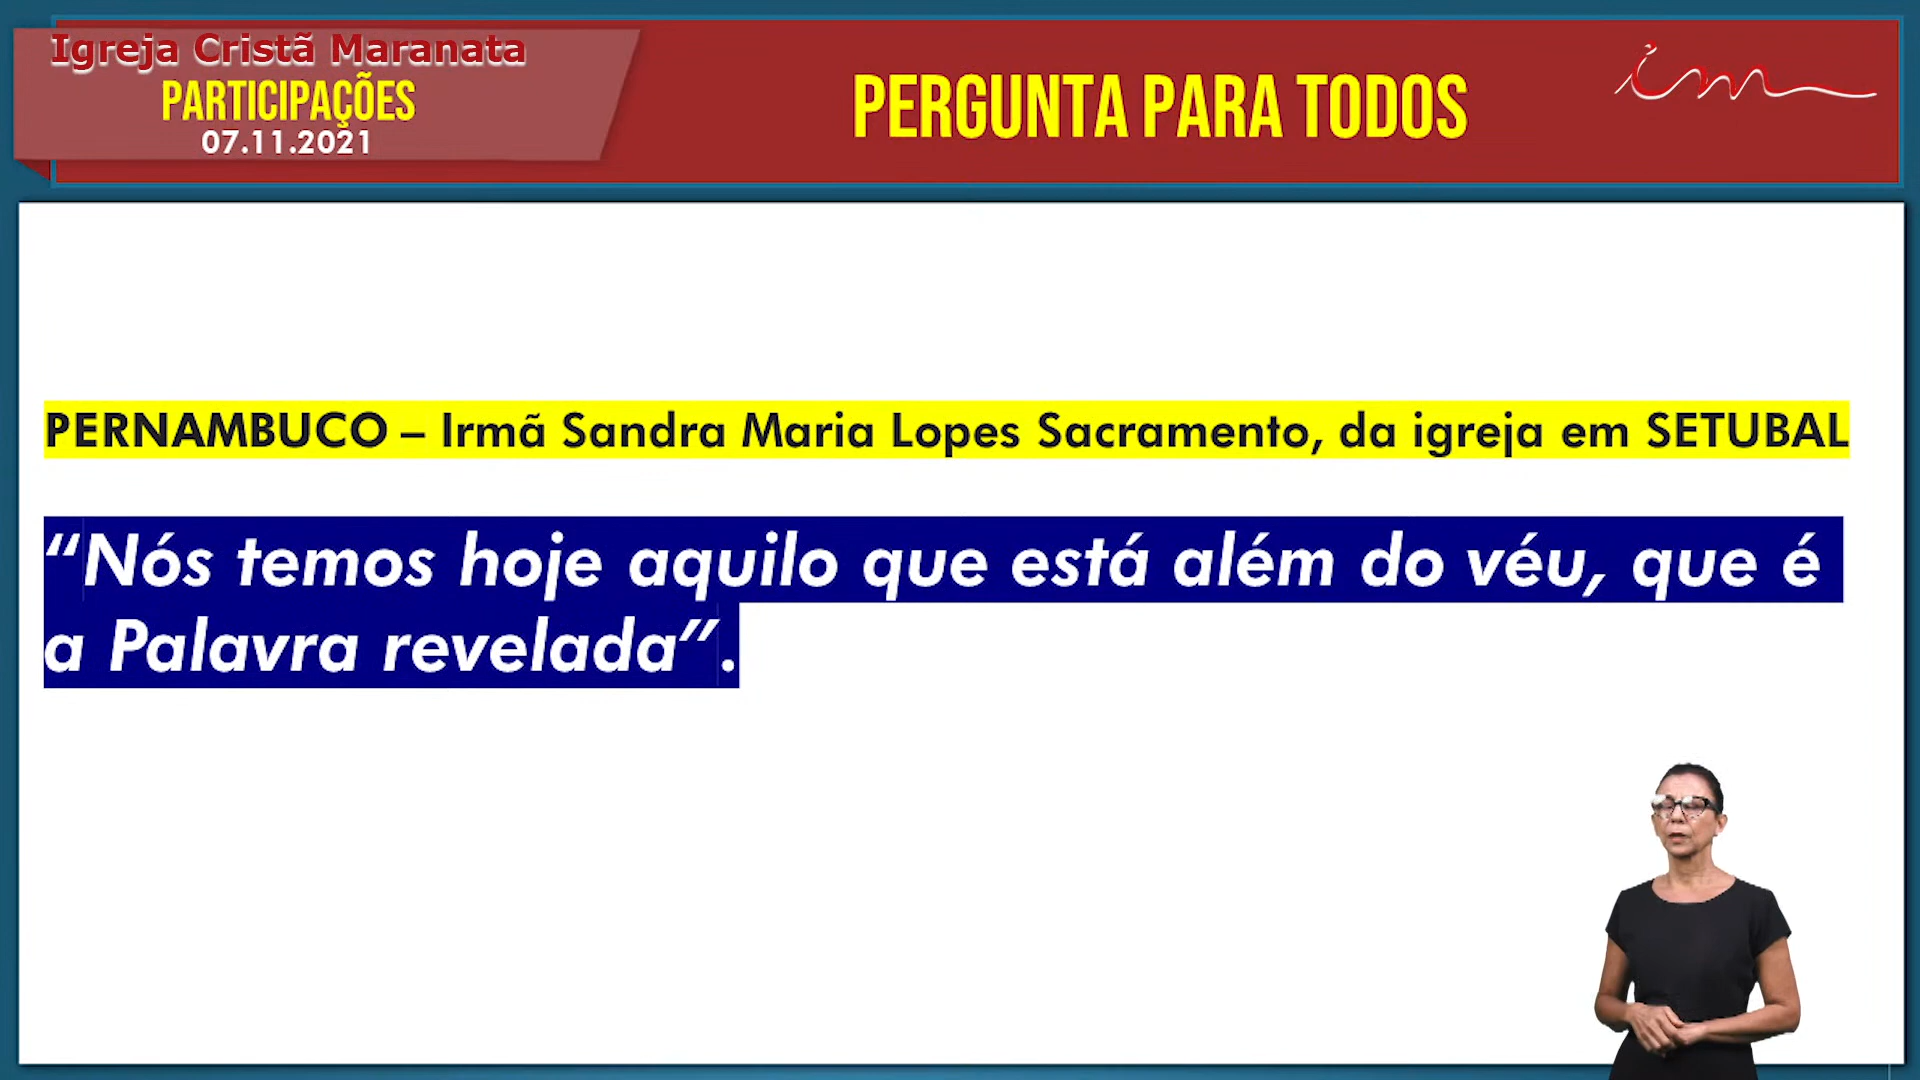 Igreja Cristã Maranata
PARTICIPAÇÕES
07.11.2021
PERGUNTA PARA TODOS
im
PERNAMBUCO – Irmã Sandra Maria Lopes Sacramento, da igreja em SETUBAL
“Nós temos hoje aquilo que está além do véu, que é
a Palavra revelada”.